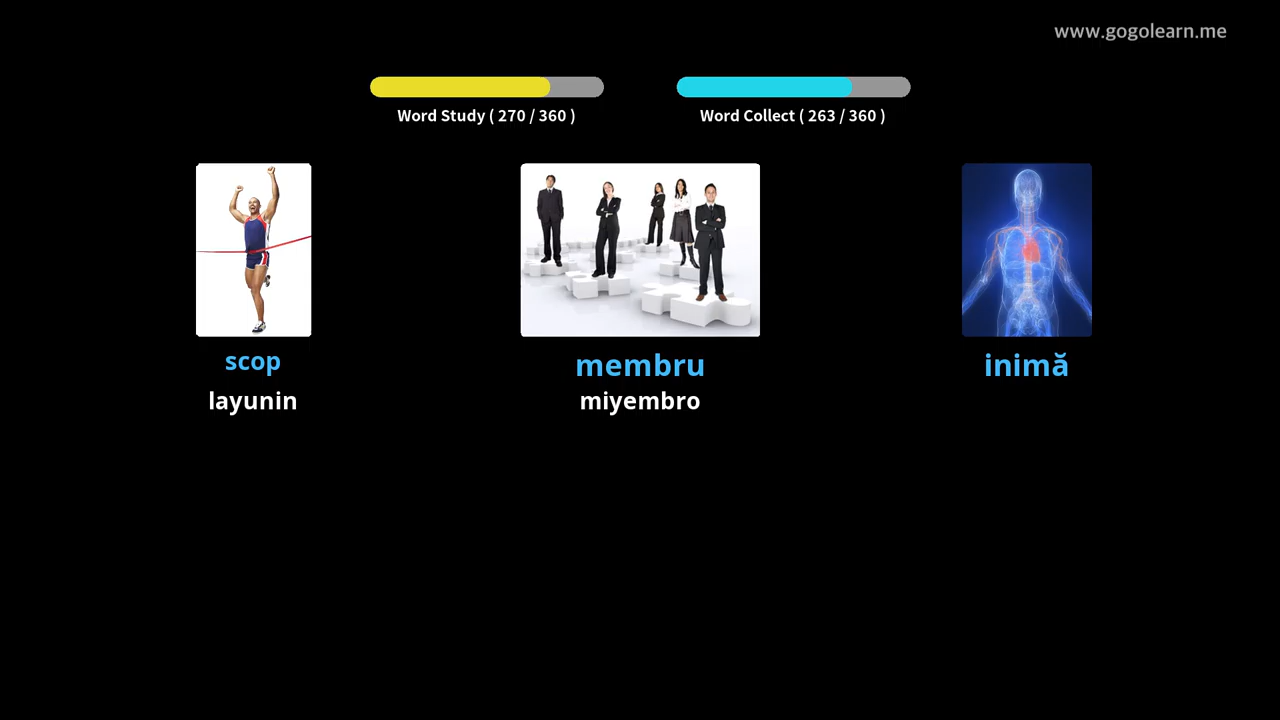 www.gogolearn.me
Word Study ( 270 / 360 )
Word Collect ( 263 / 360 )
scop
layunin
membru
miyembro
inimă